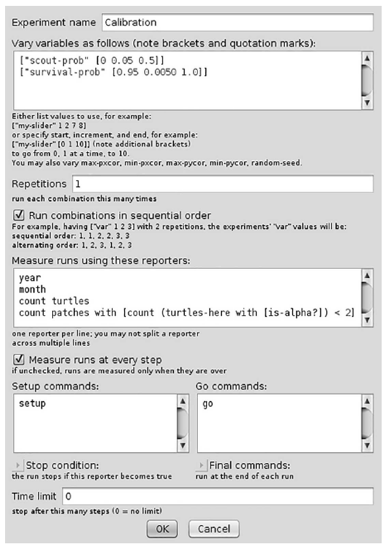 Experiment name Calibration
Vary variables as follows (note brackets and quotation marks):
["scout-prob" [0 0.05 0.5]]
["survival-prob" [0.95 0.0050 1.0]]
Either list values to use, for example:
["my-slider" 1 2 7 8]
or specify start, increment, and end, for example:
["my-slider" [0 1 10]] (note additional brackets)
to go from 0, 1 at a time, to 10.
You may also vary max-pxcor, min-pxcor, max-pycor, min-pycor, random-seed.
Repetitions 1
run each combination this many times
Run combinations in sequential order
For example, having ["var" 1 2 3] with 2 repetitions, the experiments' "var" values will be:
sequential order: 1, 1, 2, 2, 3, 3
alternating order: 1, 2, 3, 1, 2, 3
Measure runs using these reporters:
year
month
count turtles
count patches with [count (turtles-here with [is-alpha?]) < 2]
one reporter per line; you may not split a reporter
across multiple lines
Measure runs at every step
if unchecked, runs are measured only when they are over
Setup commands: Go commands:
setup go
Stop condition: Final commands:
the run stops if this reporter becomes true run at the end of each run
Time limit 0
stop after this many steps (0 = no limit)
OK Cancel